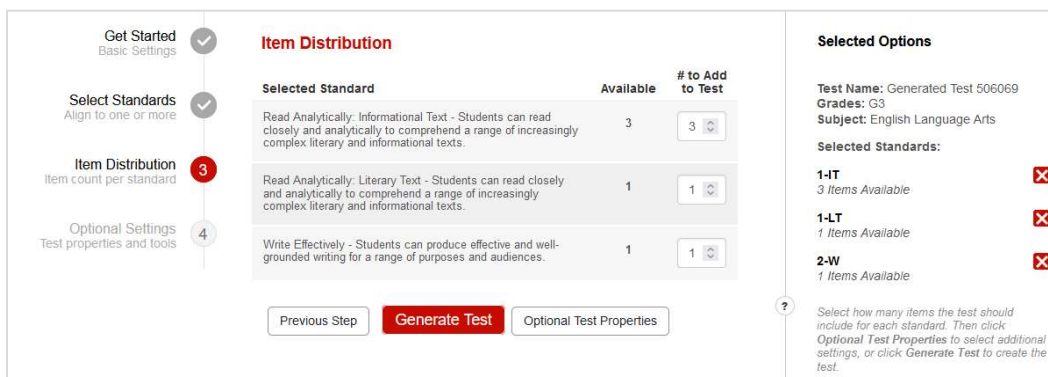 Get Started
Basic Settings
Select Standards
Align to one or more
Item Distribution
Item count per standard
3
Optional Settings
Test properties and tools
4
Item Distribution
Selected Standard
Available
# to Add
to Test
Read Analytically: Informational Text - Students can read
closely and analytically to comprehend a range of increasingly
complex literary and informational texts.
3
3
Read Analytically: Literary Text - Students can read closely
and analytically to comprehend a range of increasingly
complex literary and informational texts.
1
1
Write Effectively - Students can produce effective and well-
grounded writing for a range of purposes and audiences.
1
1
Previous Step
Generate Test
Optional Test Properties
?
Selected Options
Test Name: Generated Test 506069
Grades: G3
Subject: English Language Arts
Selected Standards:
1-IT
3 Items Available
1-LT
1 Items Available
2-W
1 Items Available
Select how many items the test should
include for each standard. Then click
Optional Test Properties to select additional
settings, or click Generate Test to create the
test.